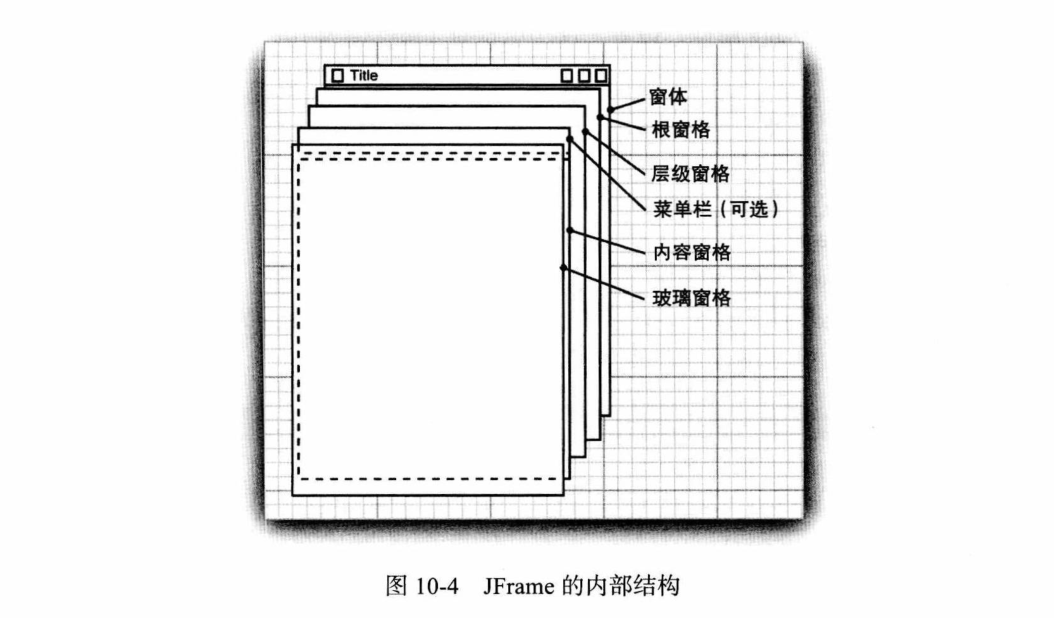 Title
窗体
根窗格
层级窗格
菜单栏（可选）
内容窗格
玻璃窗格
图 10-4 JFrame 的内部结构